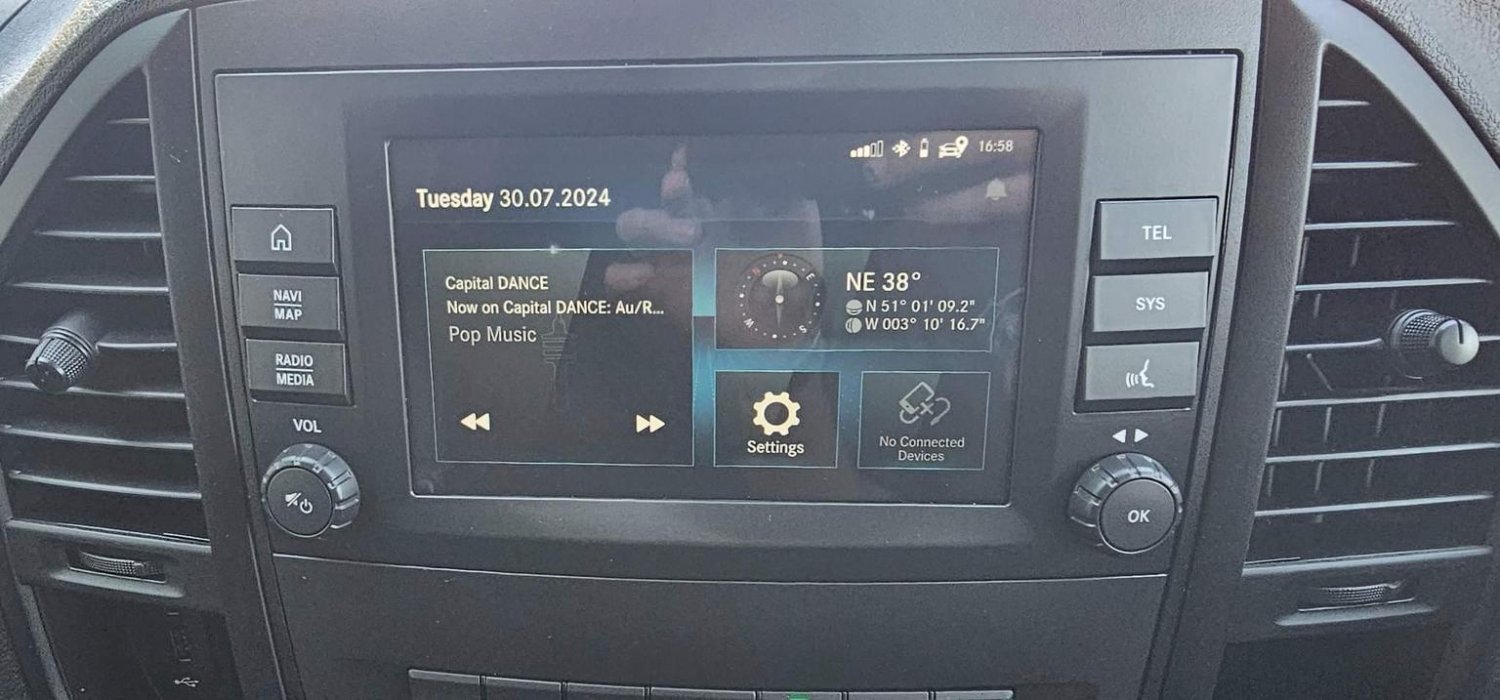 16:58
Tuesday 30.07.2024
Capital DANCE
Now on Capital DANCE: Au/R...
Pop Music
NE 38°
N 51° 01' 09.2"
W 003° 10' 16.7"
E
S
W
Settings
No Connected
Devices
NAVI
MAP
RADIO
MEDIA
VOL
TEL
SYS
OK